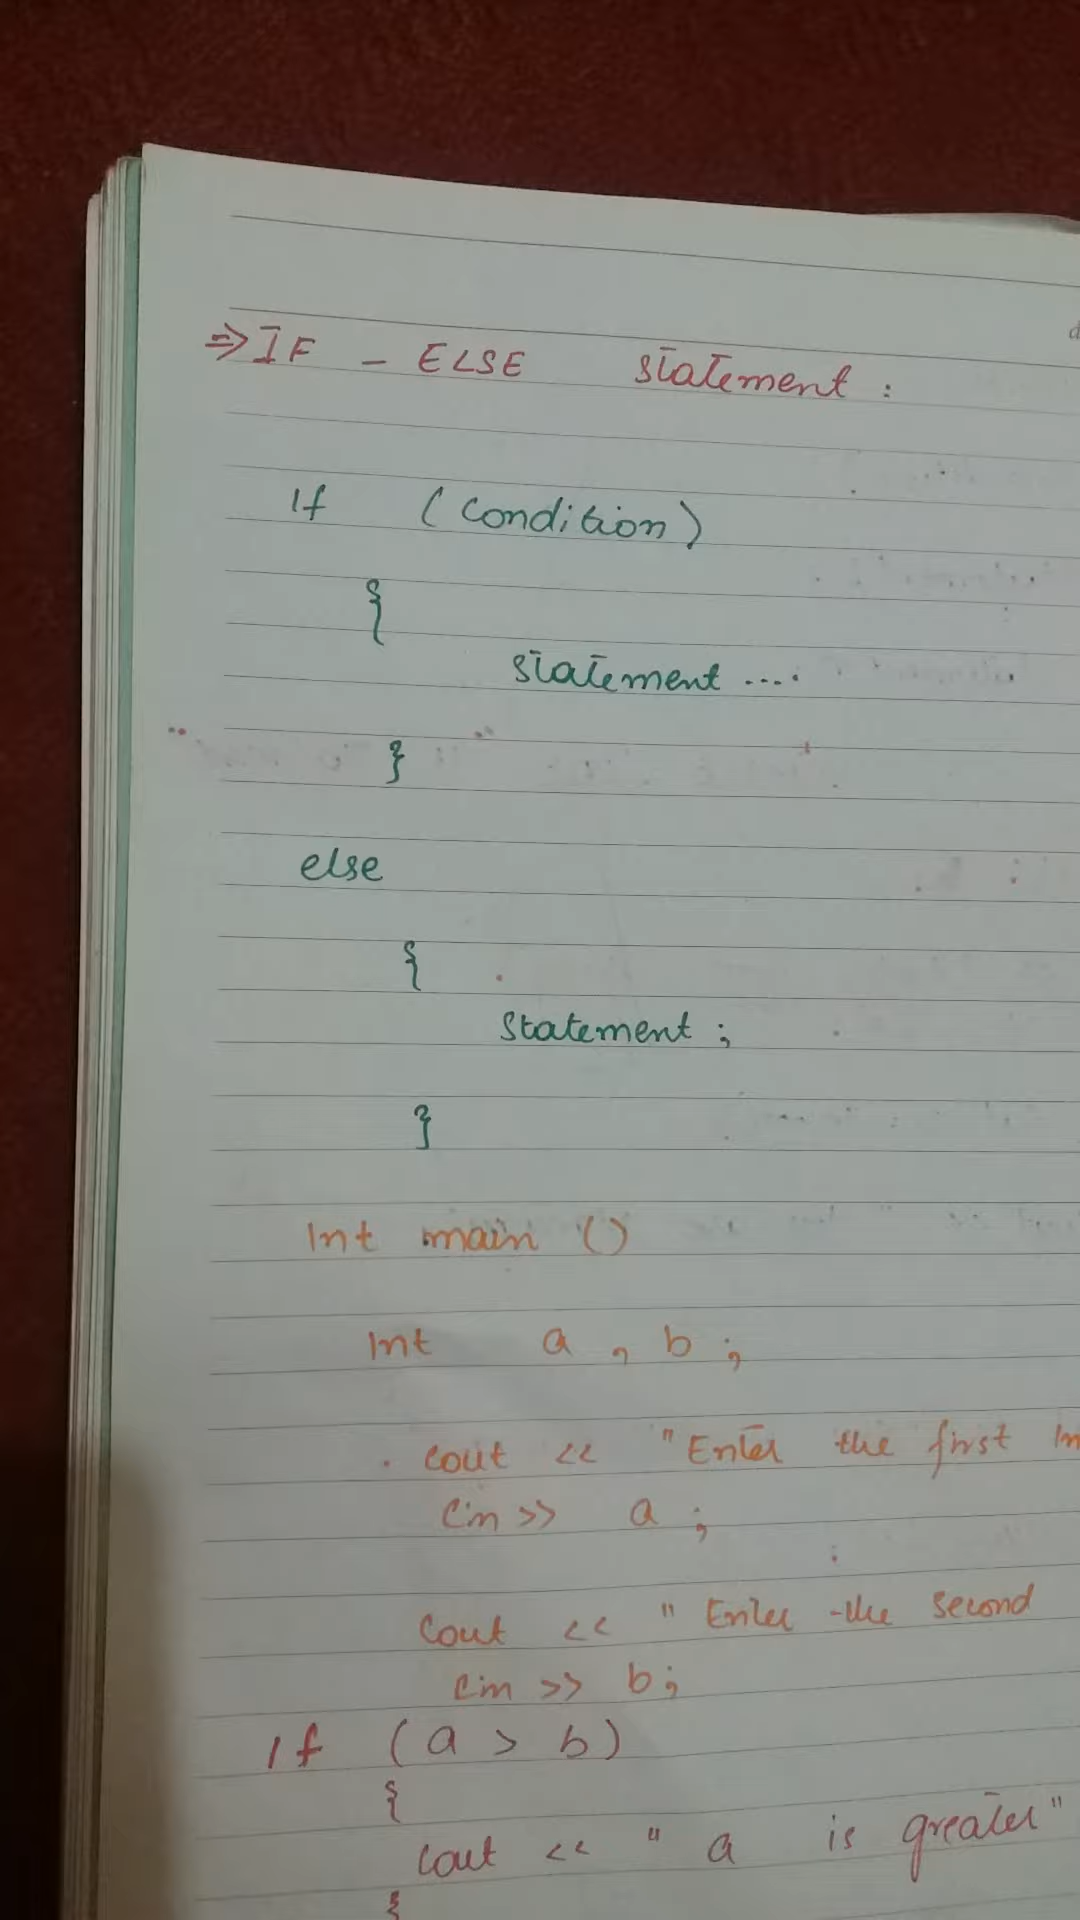 ⇒ IF - ELSE statement :
If (condition)
{
statement ....
}
else
{
statement ;
}
Int main ()
Int a , b ;
cout << "Enter the first
cin >> a ;
cout << " Enter the second
cin >> b ;
If (a > b)
{
cout << " a is greater "
{